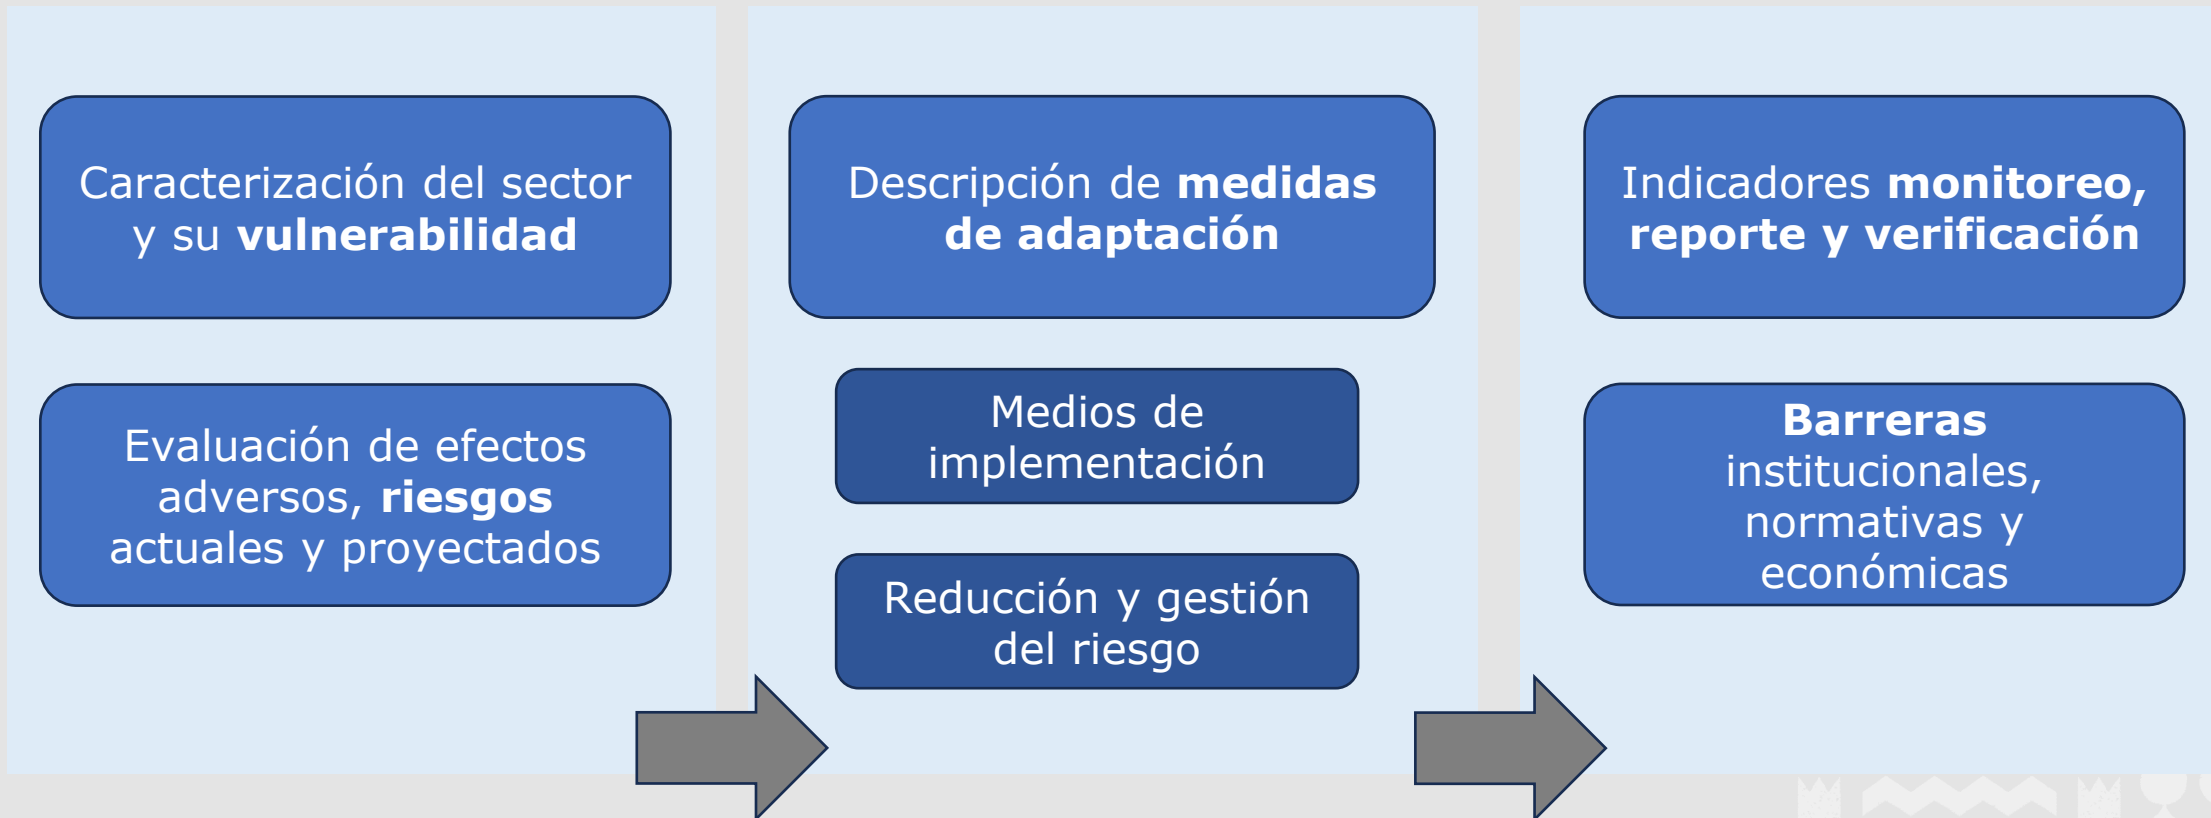 Caracterización del sector
y su vulnerabilidad
Evaluación de efectos
adversos, riesgos
actuales y proyectados
Descripción de medidas
de adaptación
Medios de
implementación
Reducción y gestión
del riesgo
Indicadores monitoreo,
reporte y verificación
Barreras
institucionales,
normativas y
económicas